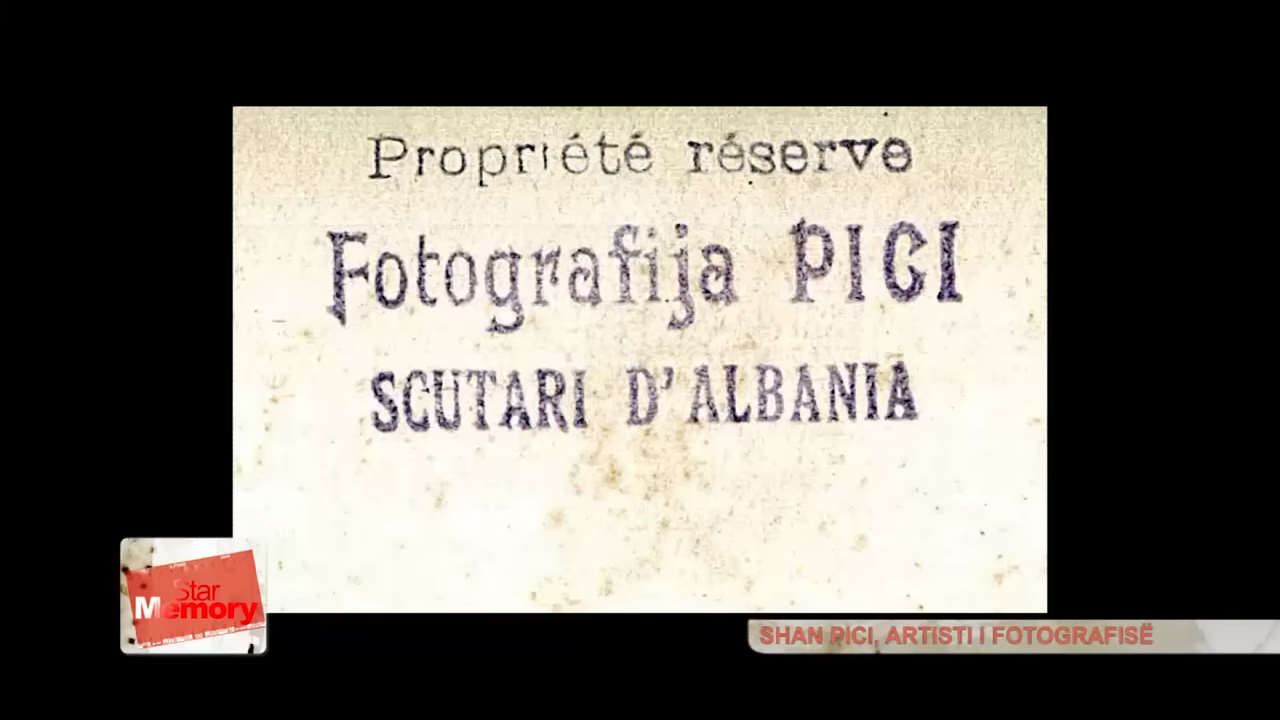 Propriété réserve
Fotografija PICI
SCUTARI D'ALBANIA
Star
Memory
SHAN PICI, ARTISTI I FOTOGRAFISË